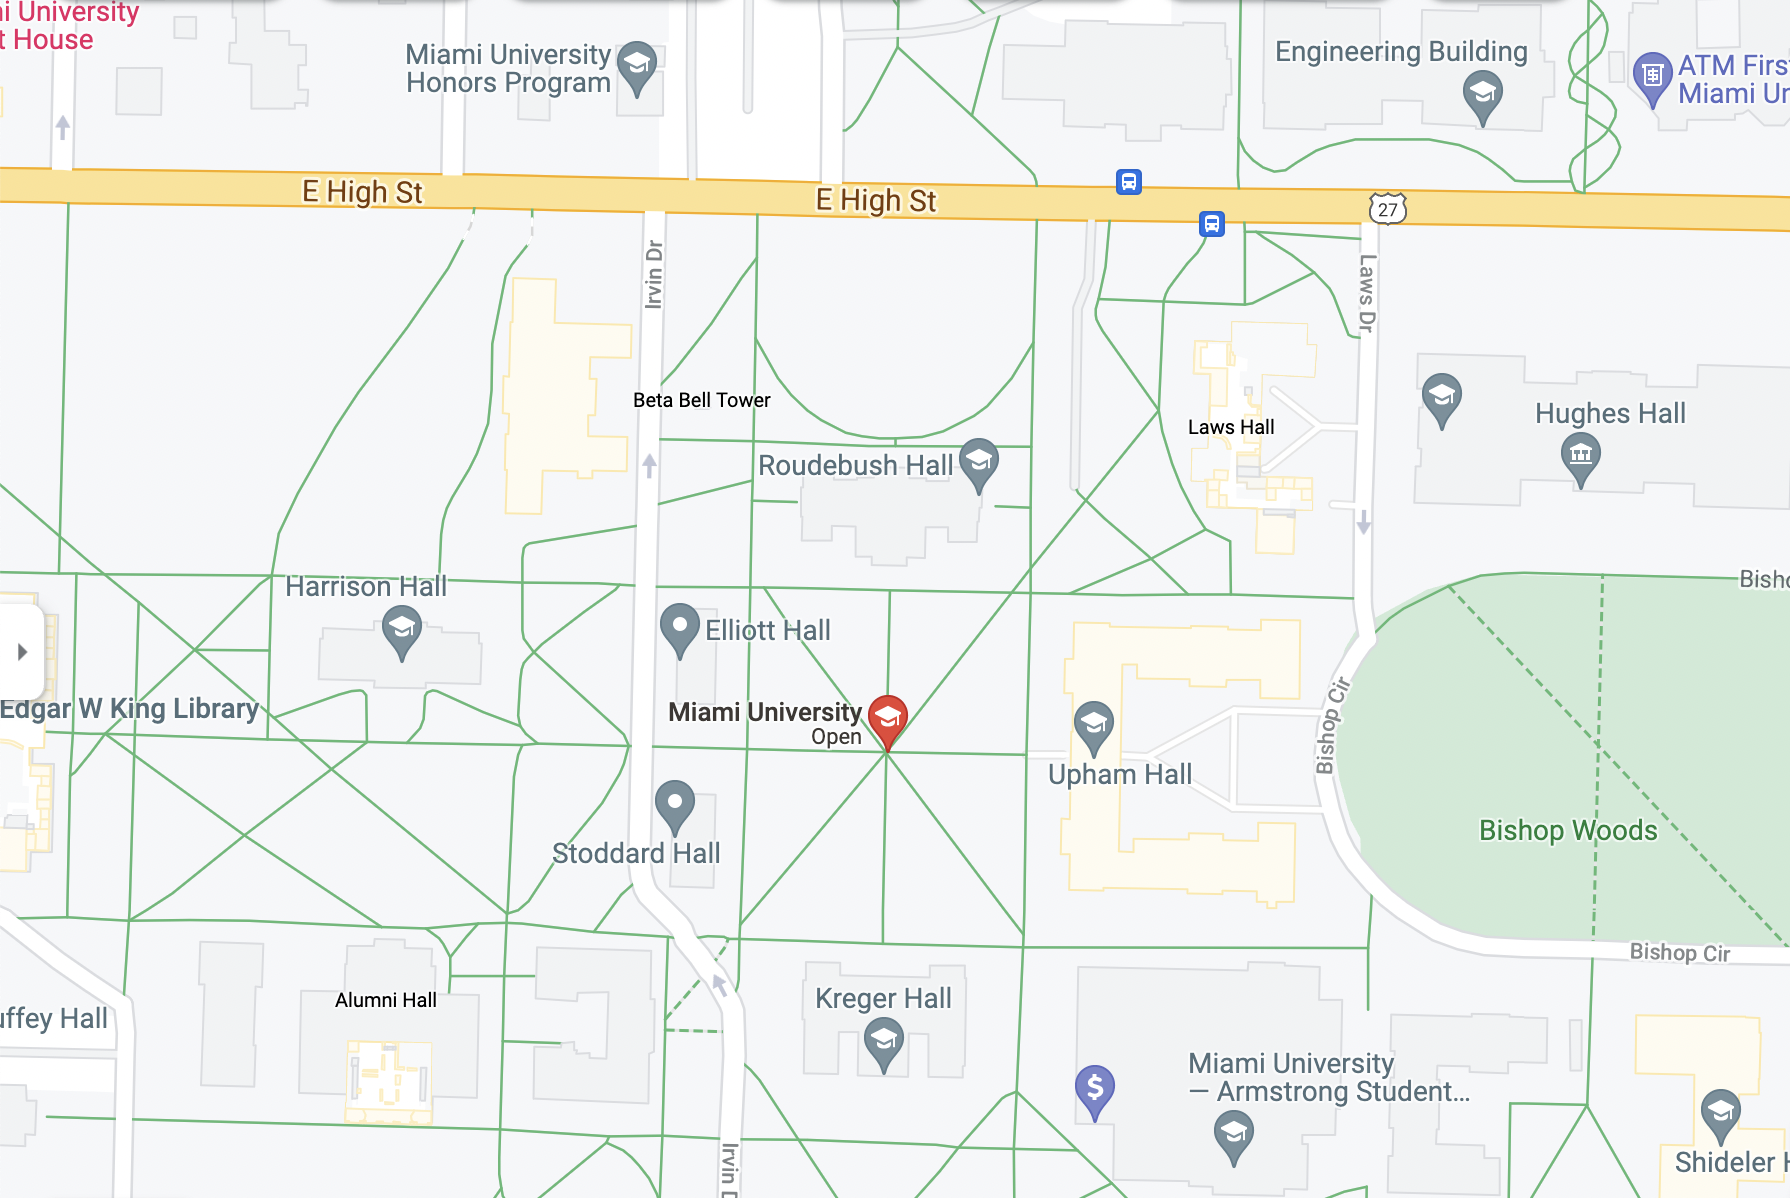 ni University
t House
Miami University
Honors Program
Engineering Building
ATM Firs
Miami Un
E High St
E High St
27
Irvin Dr
Laws Dr
Beta Bell Tower
Laws Hall
Hughes Hall
Roudebush Hall
Harrison Hall
Bisho
Elliott Hall
Edgar W King Library
Miami University
Open
Bishop Cir
Upham Hall
Bishop Woods
Stoddard Hall
Bishop Cir
Alumni Hall
Kreger Hall
uffey Hall
Miami University
— Armstrong Student...
$
Irvin D
Shideler H